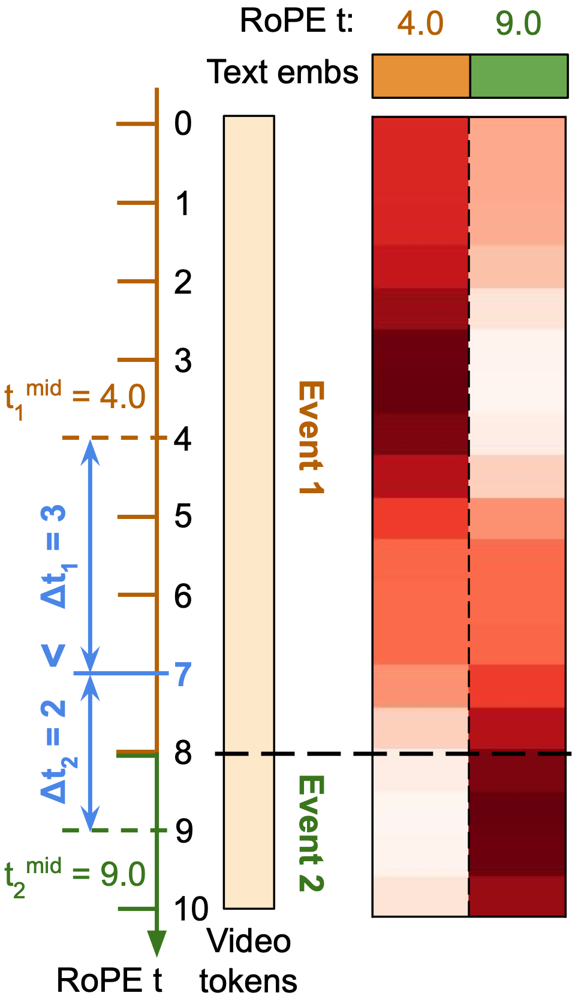 RoPE t: 4.0 9.0
Text embs
0
1
2
3
t₁ᵐⁱᵈ = 4.0
4
5
6
7
8
9
t₂ᵐⁱᵈ = 9.0
10
Δt₂ = 2 < Δt₁ = 3
Event 1
Event 2
Video
tokens
RoPE t